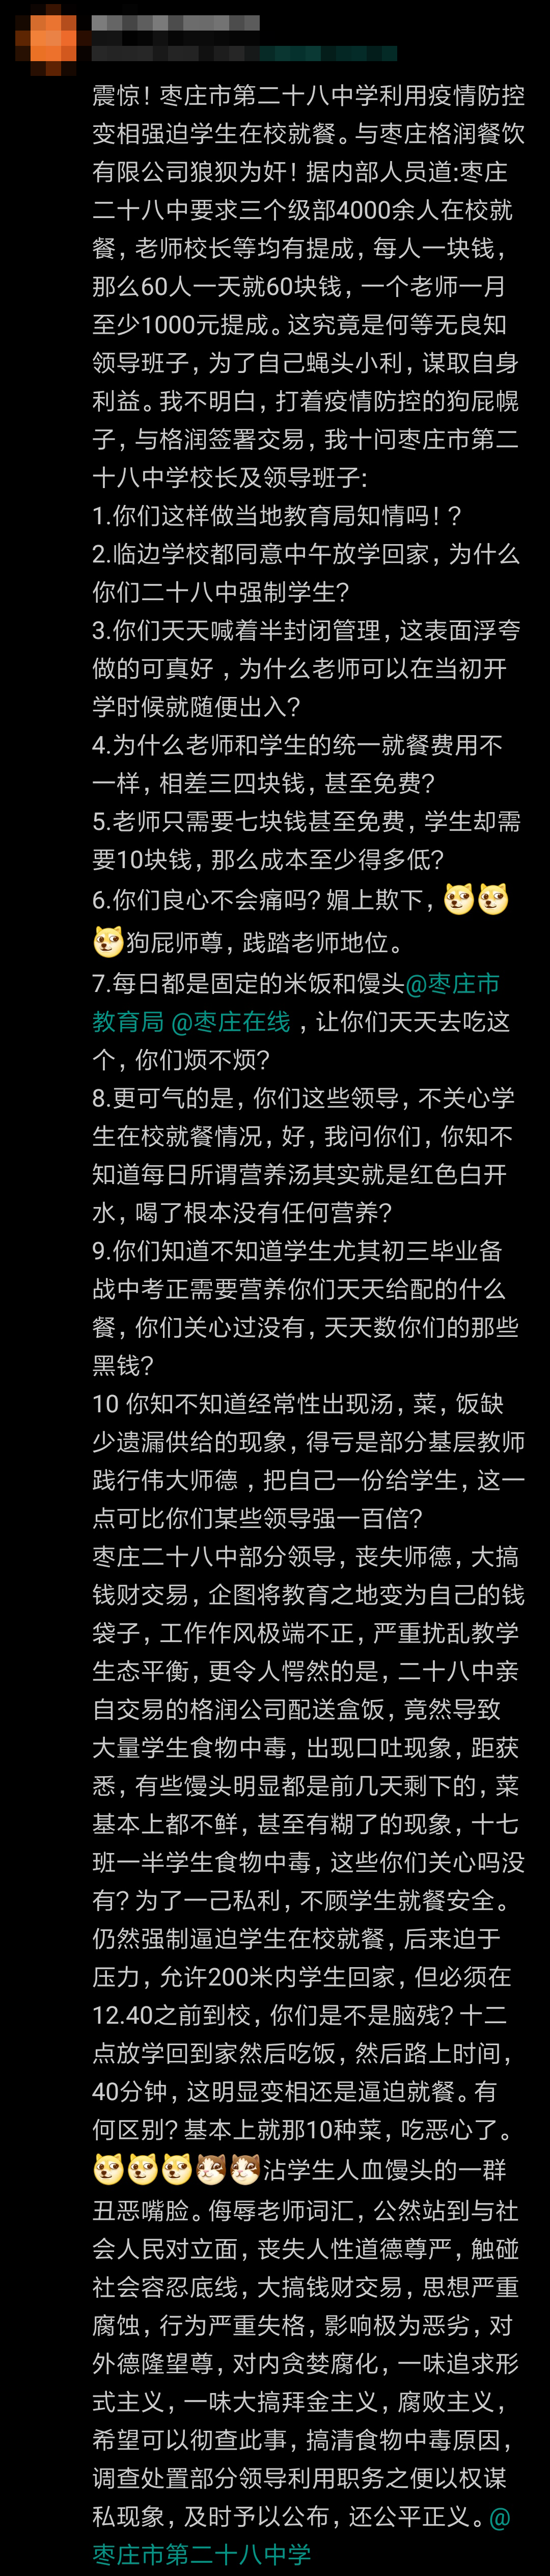 震惊！枣庄市第二十八中学利用疫情防控
变相强迫学生在校就餐。与枣庄格润餐饮
有限公司狼狈为奸！据内部人员道:枣庄
二十八中要求三个级部4000余人在校就
餐，老师校长等均有提成，每人一块钱，
那么60人一天就60块钱，一个老师一月
至少1000元提成。这究竟是何等无良知
领导班子，为了自己蝇头小利，谋取自身
利益。我不明白，打着疫情防控的狗屁幌
子，与格润签署交易，我十问枣庄市第二
十八中学校长及领导班子:
1.你们这样做当地教育局知情吗！？
2.临边学校都同意中午放学回家，为什么
你们二十八中强制学生？
3.你们天天喊着半封闭管理，这表面浮夸
做的可真好 ，为什么老师可以在当初开
学时候就随便出入？
4.为什么老师和学生的统一就餐费用不
一样，相差三四块钱，甚至免费？
5.老师只需要七块钱甚至免费，学生却需
要10块钱，那么成本至少得多低？
6.你们良心不会痛吗？媚上欺下，
狗屁师尊，践踏老师地位。
7.每日都是固定的米饭和馒头@枣庄市
教育局 @枣庄在线 ，让你们天天去吃这
个，你们烦不烦？
8.更可气的是，你们这些领导，不关心学
生在校就餐情况，好，我问你们，你知不
知道每日所谓营养汤其实就是红色白开
水，喝了根本没有任何营养？
9.你们知道不知道学生尤其初三毕业备
战中考正需要营养你们天天给配的什么
餐，你们关心过没有，天天数你们的那些
黑钱？
10 你知不知道经常性出现汤，菜，饭缺
少遗漏供给的现象，得亏是部分基层教师
践行伟大师德 ，把自己一份给学生，这一
点可比你们某些领导强一百倍？
枣庄二十八中部分领导，丧失师德，大搞
钱财交易，企图将教育之地变为自己的钱
袋子，工作作风极端不正，严重扰乱教学
生态平衡，更令人愕然的是，二十八中亲
自交易的格润公司配送盒饭，竟然导致
大量学生食物中毒，出现口吐现象，距获
悉，有些馒头明显都是前几天剩下的，菜
基本上都不鲜，甚至有糊了的现象，十七
班一半学生食物中毒，这些你们关心吗没
有？为了一己私利，不顾学生就餐安全。
仍然强制逼迫学生在校就餐，后来迫于
压力，允许200米内学生回家，但必须在
12.40之前到校，你们是不是脑残？十二
点放学回到家然后吃饭，然后路上时间，
40分钟，这明显变相还是逼迫就餐。有
何区别？基本上就那10种菜，吃恶心了。
沾学生人血馒头的一群
丑恶嘴脸。侮辱老师词汇，公然站到与社
会人民对立面，丧失人性道德尊严，触碰
社会容忍底线，大搞钱财交易，思想严重
腐蚀，行为严重失格，影响极为恶劣，对
外德隆望尊，对内贪婪腐化，一味追求形
式主义，一味大搞拜金主义，腐败主义，
希望可以彻查此事，搞清食物中毒原因，
调查处置部分领导利用职务之便以权谋
私现象，及时予以公布，还公平正义。@
枣庄市第二十八中学